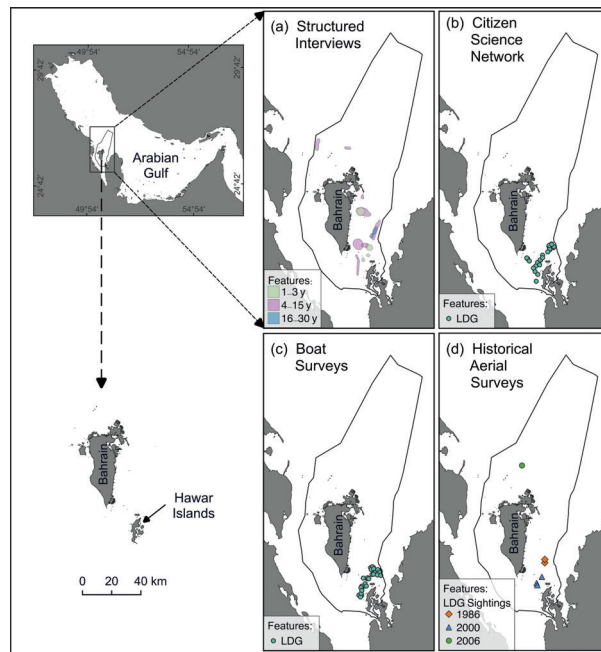 49°54'
54°54'
29°42'
29°42'
Arabian
Gulf
24°42'
24°42'
49°54'
54°54'
Bahrain
Hawar
Islands
0 20 40 km
(a) Structured
Interviews
Bahrain
Features:
1–3 y
4–15 y
16–30 y
(b) Citizen
Science
Network
Bahrain
Features:
LDG
(c) Boat
Surveys
Bahrain
Features:
LDG
(d) Historical
Aerial Surveys
Bahrain
Features:
LDG Sightings
1986
2000
2006